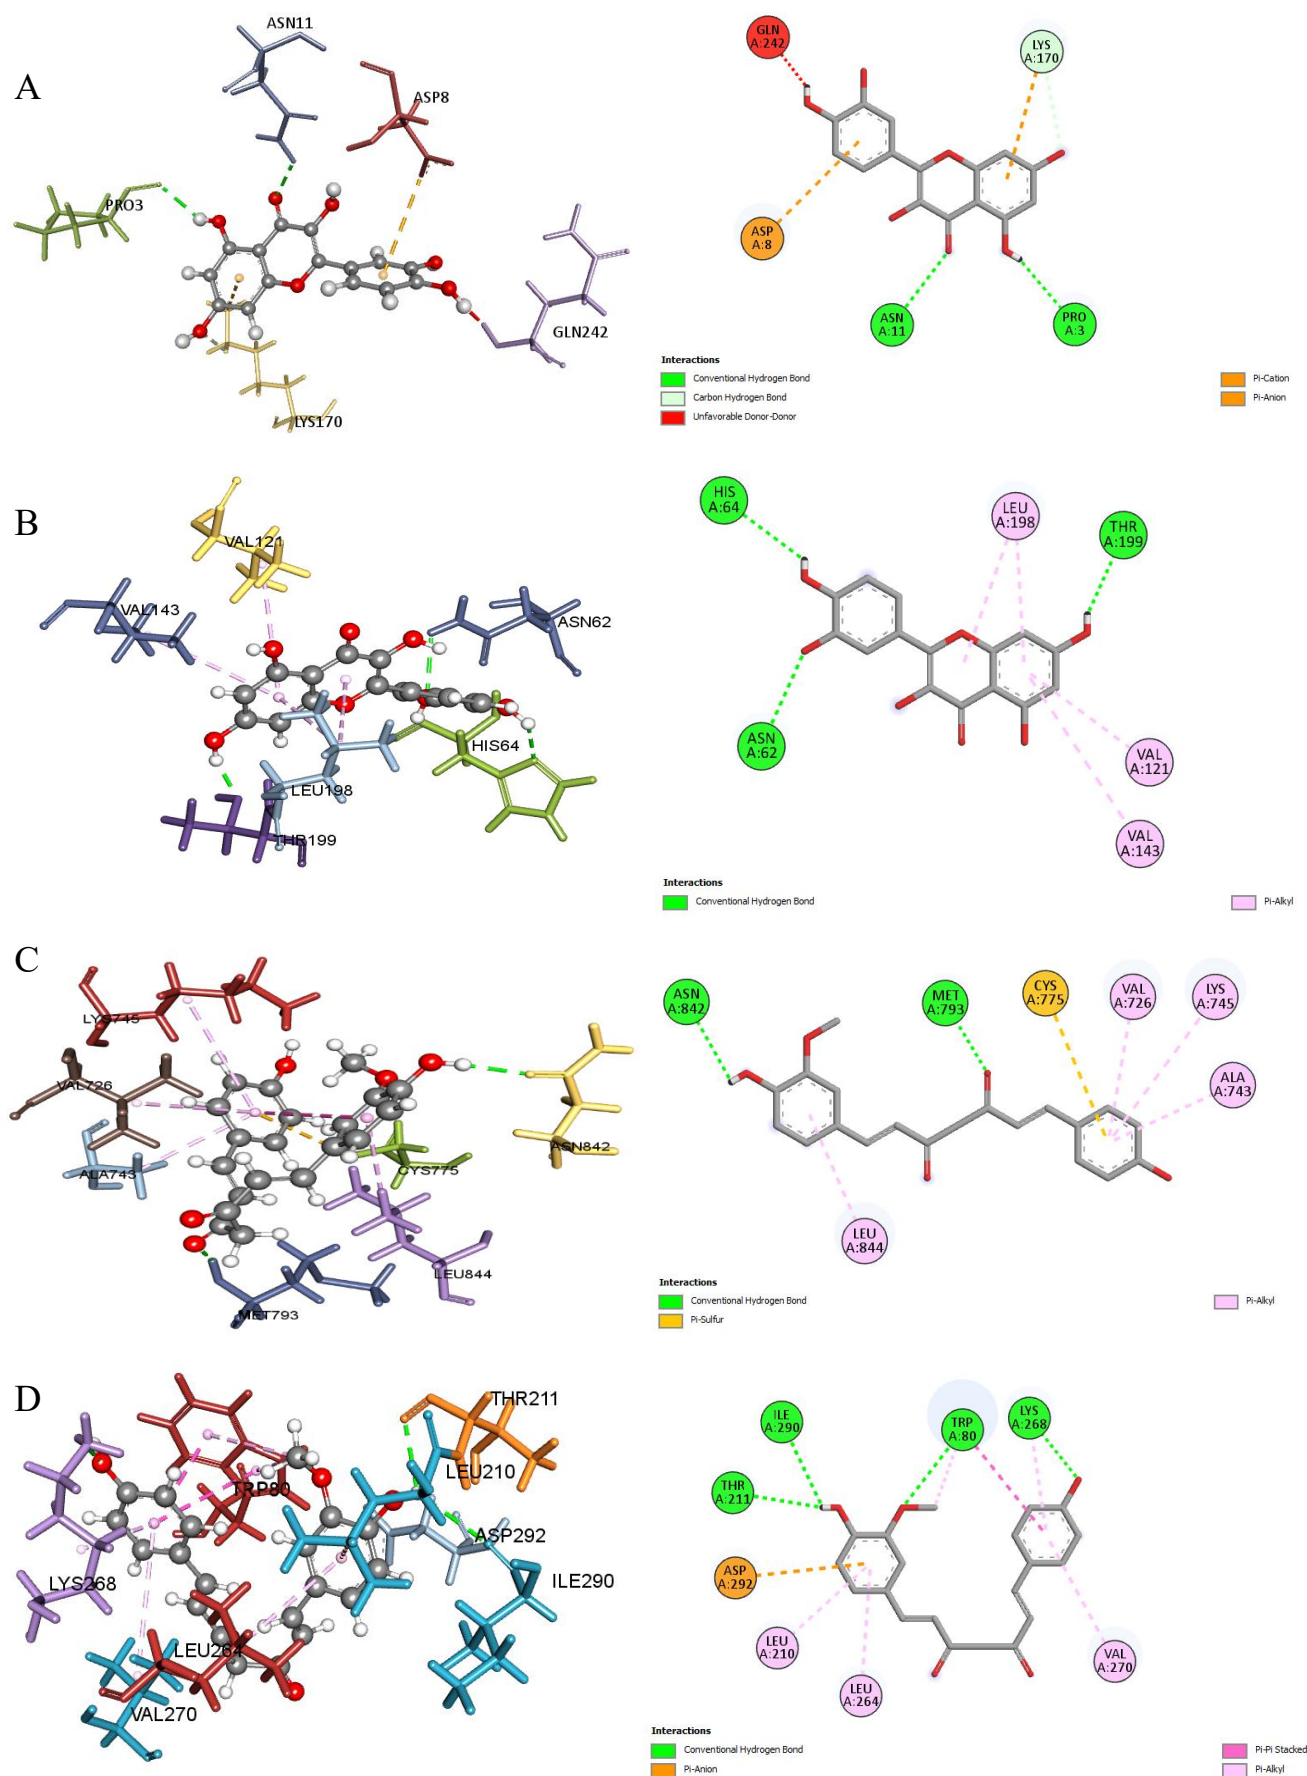 A
ASN11
ASP8
PRO3
GLN242
LYS170
GLN
A:242
LYS
A:170
ASP
A:8
ASN
A:11
PRO
A:3
Interactions
Conventional Hydrogen Bond
Carbon Hydrogen Bond
Unfavorable Donor-Donor
Pi-Cation
Pi-Anion
B
VAL121
VAL143
ASN62
HIS64
LEU198
THR199
HIS
A:64
LEU
A:198
THR
A:199
ASN
A:62
VAL
A:121
VAL
A:143
Interactions
Conventional Hydrogen Bond
Pi-Alkyl
C
LYS745
VAL726
ALA743
CYS775
ASN842
LEU844
MET793
ASN
A:842
MET
A:793
CYS
A:775
VAL
A:726
LYS
A:745
ALA
A:743
LEU
A:844
Interactions
Conventional Hydrogen Bond
Pi-Sulfur
Pi-Alkyl
D
THR211
LEU210
TRP80
ASP292
ILE290
LYS268
LEU264
VAL270
ILE
A:290
TRP
A:80
LYS
A:268
THR
A:211
ASP
A:292
LEU
A:210
LEU
A:264
VAL
A:270
Interactions
Conventional Hydrogen Bond
Pi-Anion
Pi-Pi Stacked
Pi-Alkyl